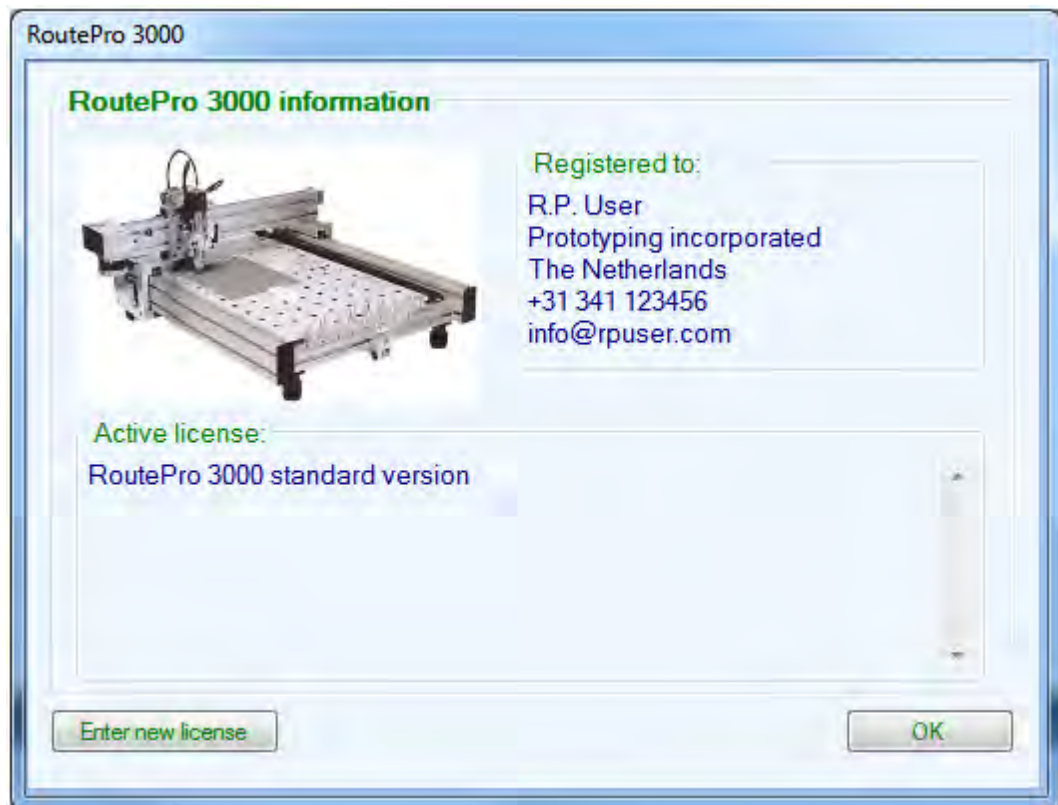 RoutePro 3000
RoutePro 3000 information
Registered to:
R.P. User
Prototyping incorporated
The Netherlands
+31 341 123456
info@rpuser.com
Active license:
RoutePro 3000 standard version
Enter new license
OK